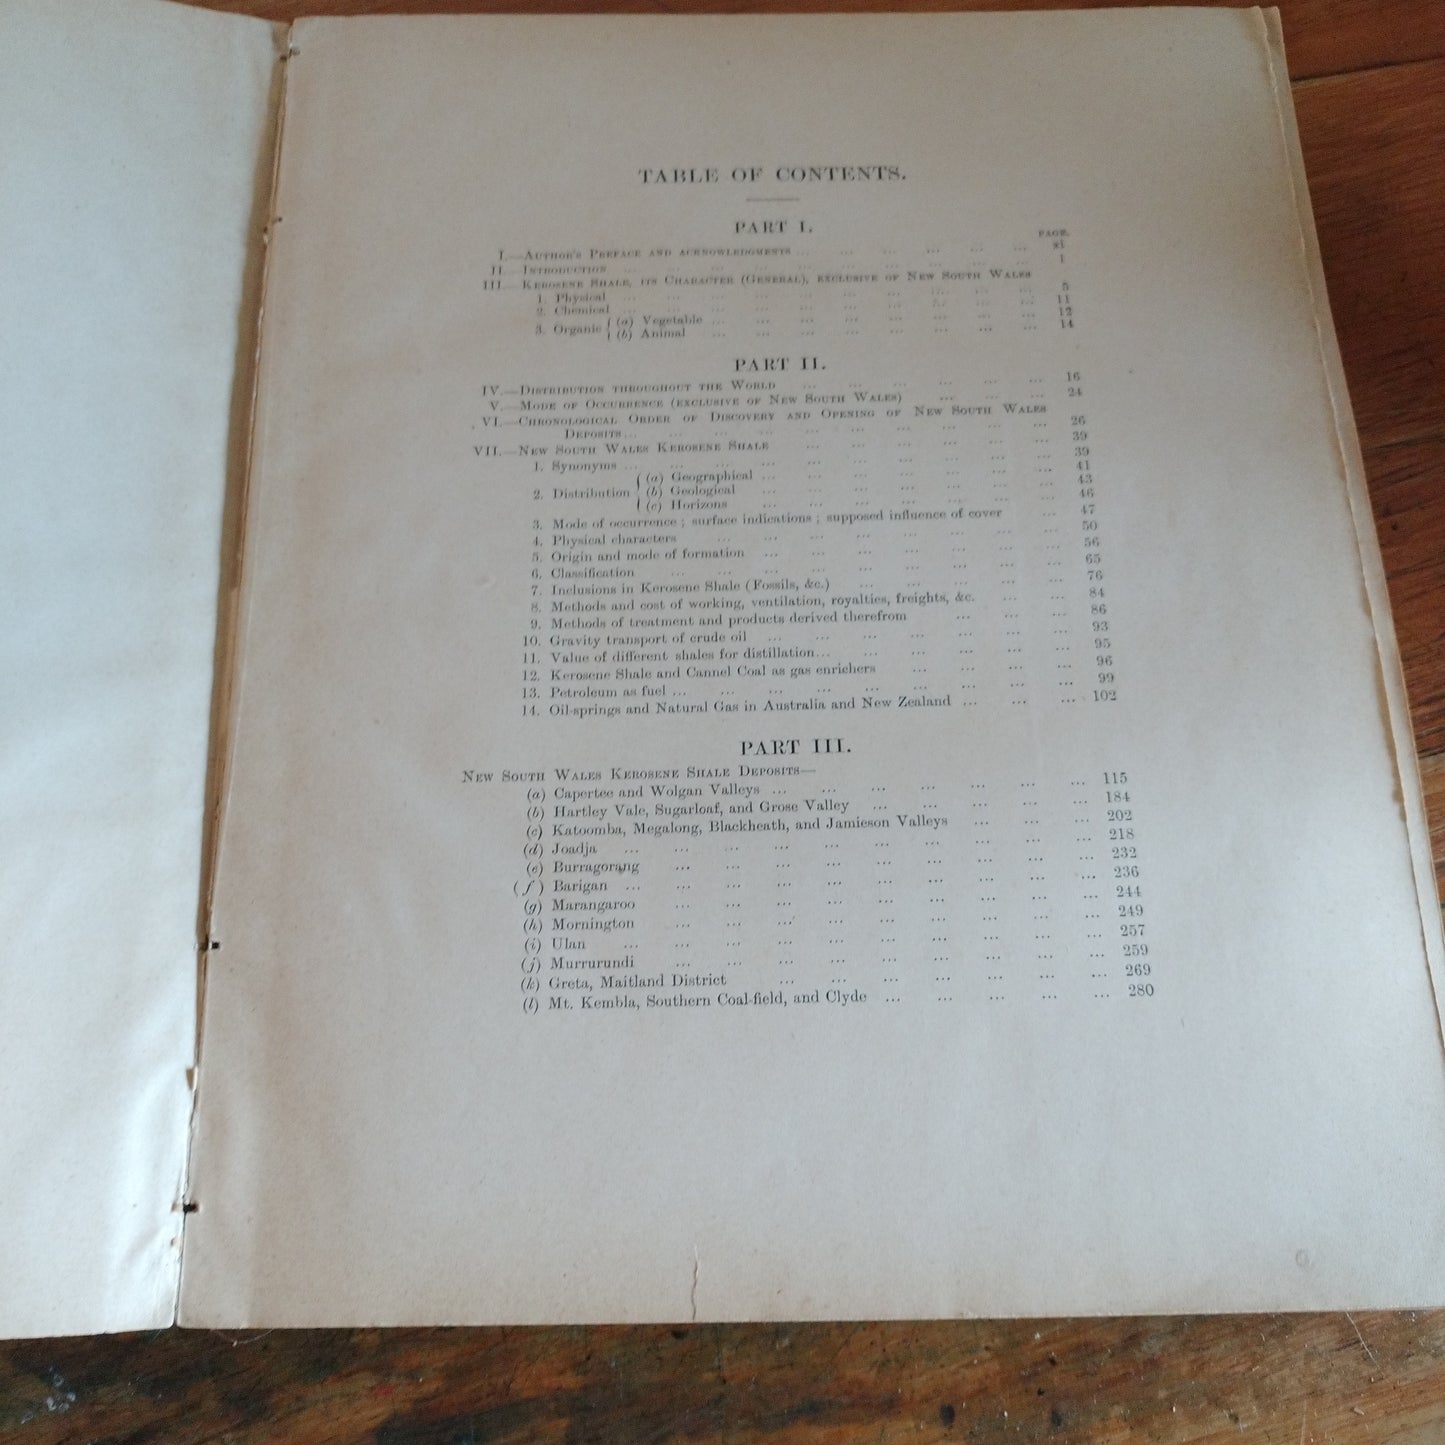 TABLE OF CONTENTS.
PART I.
PAGE.
I.—Author's Preface and acknowledgments ... xi
II.—Introduction ... 1
III.—Kerosene Shale, its Character (General), exclusive of New South Wales
1. Physical ... 5
2. Chemical ... 11
3. Organic { (a) Vegetable ... 12
(b) Animal ... 14
PART II.
IV.—Distribution throughout the World ... 16
V.—Mode of Occurrence (exclusive of New South Wales) ... 24
VI.—Chronological Order of Discovery and Opening of New South Wales
Deposits ... 26
VII.—New South Wales Kerosene Shale ... 39
1. Synonyms ... 39
2. Distribution { (a) Geographical ... 41
(b) Geological ... 43
(c) Horizons ... 46
3. Mode of occurrence ; surface indications ; supposed influence of cover ... 47
4. Physical characters ... 50
5. Origin and mode of formation ... 56
6. Classification ... 65
7. Inclusions in Kerosene Shale (Fossils, &c.) ... 76
8. Methods and cost of working, ventilation, royalties, freights, &c. ... 84
9. Methods of treatment and products derived therefrom ... 86
10. Gravity transport of crude oil ... 93
11. Value of different shales for distillation ... 95
12. Kerosene Shale and Cannel Coal as gas enrichers ... 96
13. Petroleum as fuel ... 99
14. Oil-springs and Natural Gas in Australia and New Zealand ... 102
PART III.
New South Wales Kerosene Shale Deposits—
(a) Capertee and Wolgan Valleys ... 115
(b) Hartley Vale, Sugarloaf, and Grose Valley ... 184
(c) Katoomba, Megalong, Blackheath, and Jamieson Valleys ... 202
(d) Joadja ... 218
(e) Burragorang ... 232
(f) Barigan ... 236
(g) Marangaroo ... 244
(h) Mornington ... 249
(i) Ulan ... 257
(j) Murrurundi ... 259
(k) Greta, Maitland District ... 269
(l) Mt. Kembla, Southern Coal-field, and Clyde ... 280